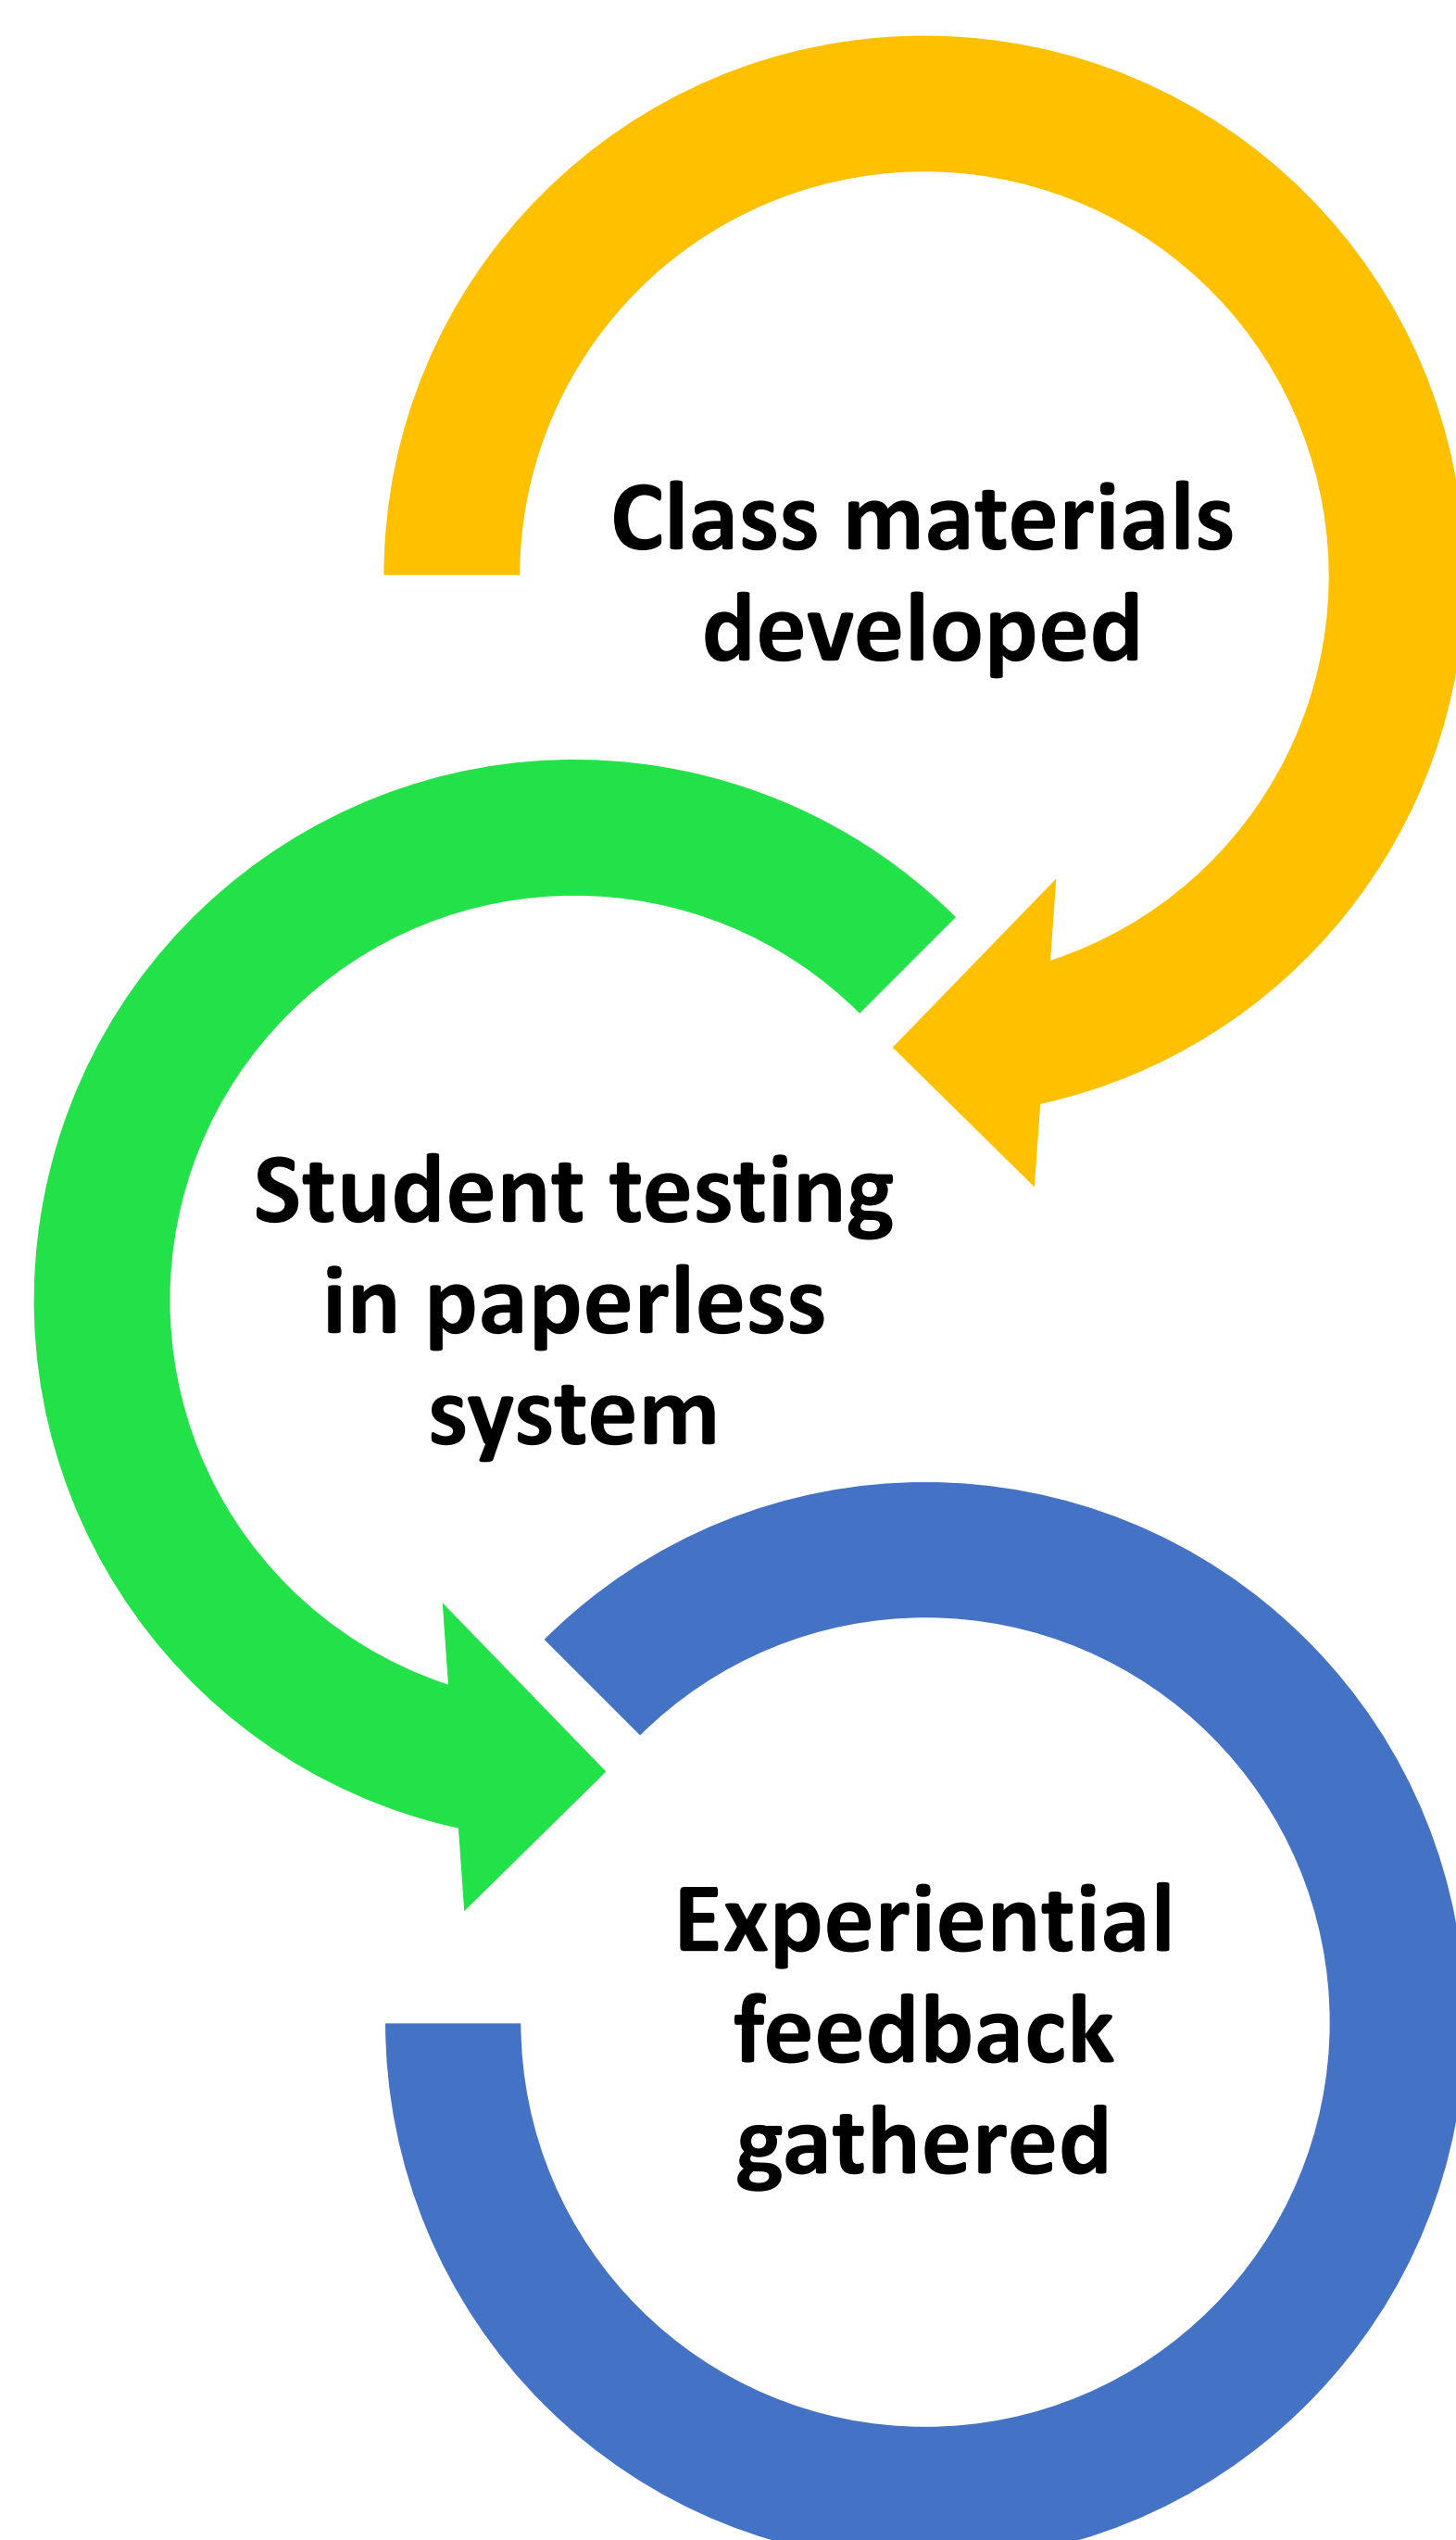 Class materials
developed
Student testing
in paperless
system
Experiential
feedback
gathered